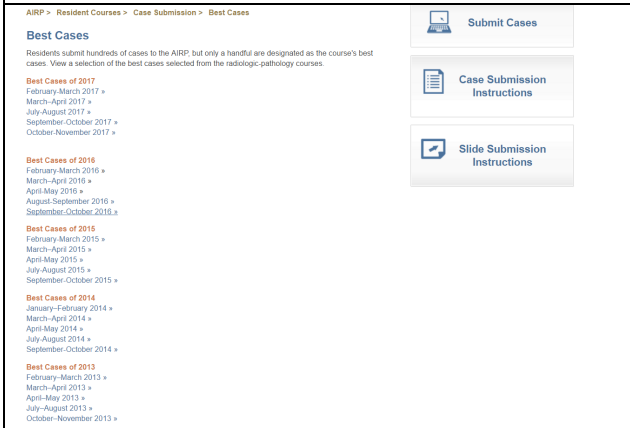 AIRP > Resident Courses > Case Submission > Best Cases
Best Cases
Residents submit hundreds of cases to the AIRP, but only a handful are designated as the course's best
cases. View a selection of the best cases selected from the radiologic-pathology courses.
Best Cases of 2017
February-March 2017 »
March–April 2017 »
July-August 2017 »
September-October 2017 »
October-November 2017 »
Best Cases of 2016
February-March 2016 »
March–April 2016 »
April-May 2016 »
August-September 2016 »
September-October 2016 »
Best Cases of 2015
February-March 2015 »
March–April 2015 »
April-May 2015 »
July-August 2015 »
September-October 2015 »
Best Cases of 2014
January–February 2014 »
March–April 2014 »
April-May 2014 »
July-August 2014 »
September-October 2014 »
Best Cases of 2013
February–March 2013 »
March–April 2013 »
April–May 2013 »
July–August 2013 »
October–November 2013 »
Submit Cases
Case Submission
Instructions
Slide Submission
Instructions